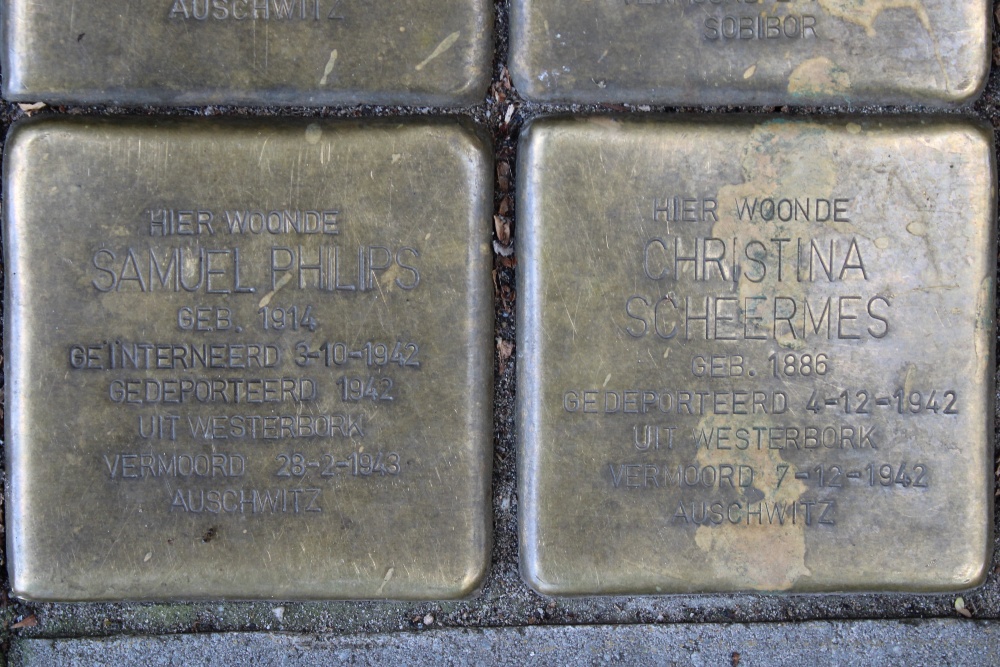 AUSCHWITZ
SOBIBOR
HIER WOONDE
SAMUEL PHILIPS
GEB. 1914
GEÏNTERNEERD 3-10-1942
GEDEPORTEERD 1942
UIT WESTERBORK
VERMOORD 28-2-1943
AUSCHWITZ
HIER WOONDE
CHRISTINA
SCHEERMES
GEB. 1886
GEDEPORTEERD 4-12-1942
UIT WESTERBORK
VERMOORD 7-12-1942
AUSCHWITZ